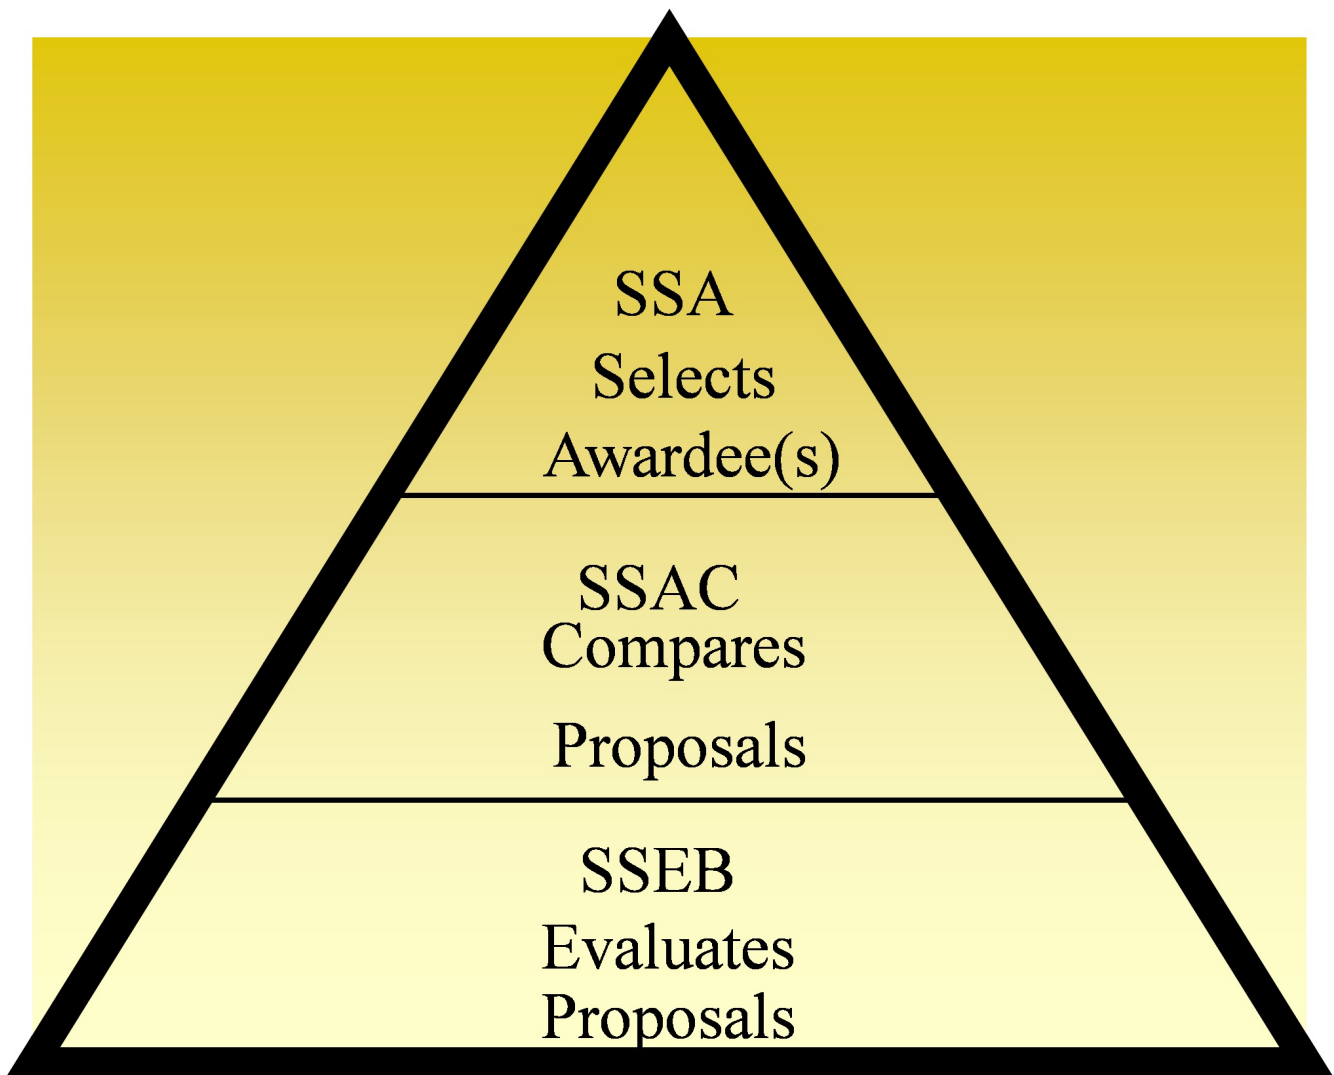 SSA
Selects
Awardee(s)
SSAC
Compares
Proposals
SSEB
Evaluates
Proposals